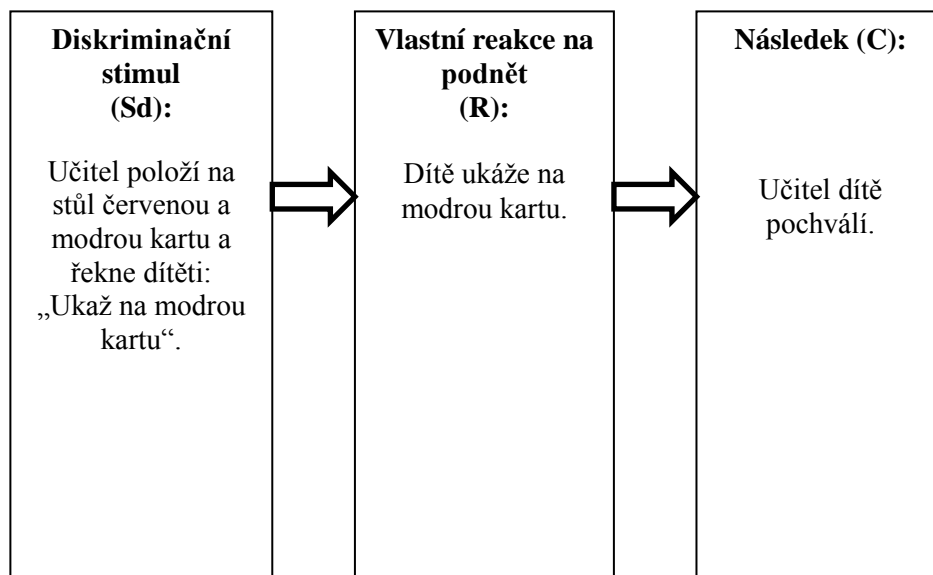 Diskriminační
stimul
(Sd):
Učitel položí na
stůl červenou a
modrou kartu a
řekne dítěti:
„Ukaž na modrou
kartu“.
Vlastní reakce na
podnět
(R):
Dítě ukáže na
modrou kartu.
Následek (C):
Učitel dítě
pochválí.